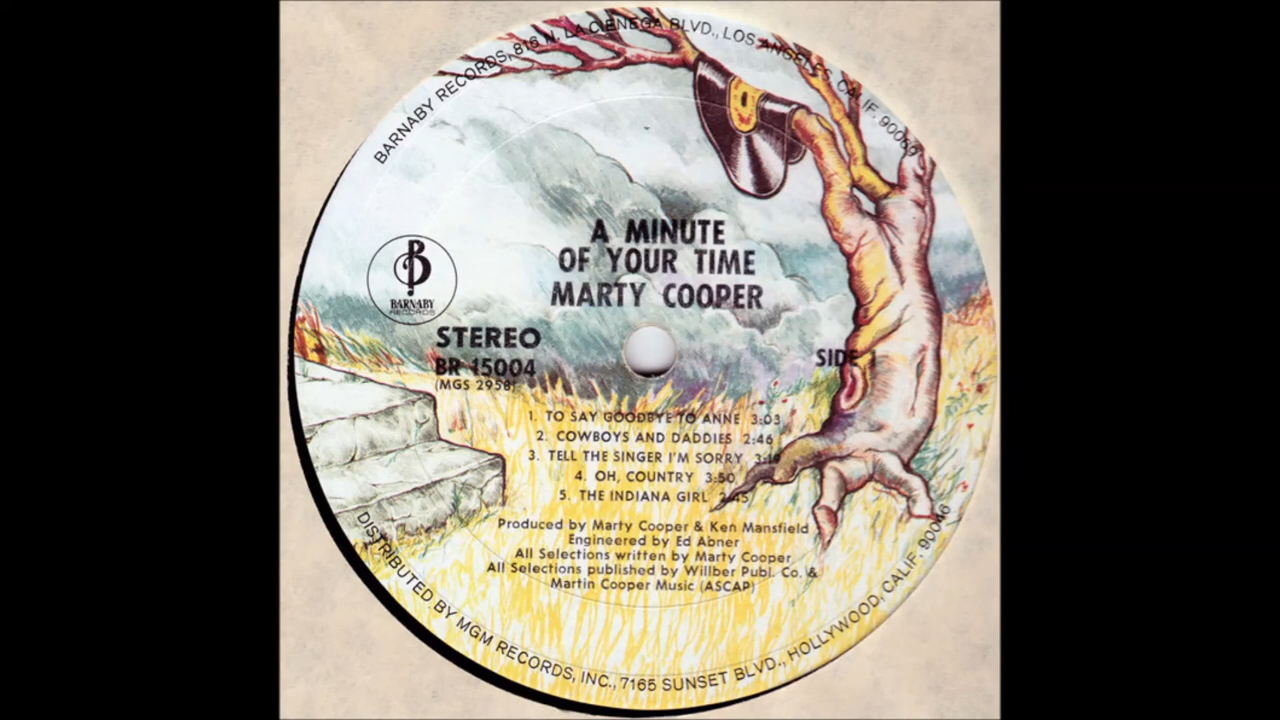 BARNABY RECORDS, 816 N. LA CIENEGA BLVD., LOS ANGELES, CALIF. 90069
A MINUTE
OF YOUR TIME
MARTY COOPER
B
BARNABY
RECORDS
STEREO
BR 15004
(MGS 2958)
SIDE 1
1. TO SAY GOODBYE TO ANNE 3:03
2. COWBOYS AND DADDIES 2:46
3. TELL THE SINGER I'M SORRY
4. OH, COUNTRY 3:50
5. THE INDIANA GIRL 2:45
Produced by Marty Cooper & Ken Mansfield
Engineered by Ed Abner
All Selections written by Marty Cooper
All Selections published by Willber Publ. Co. &
Martin Cooper Music (ASCAP)
DISTRIBUTED BY MGM RECORDS, INC., 7165 SUNSET BLVD., HOLLYWOOD, CALIF. 90046